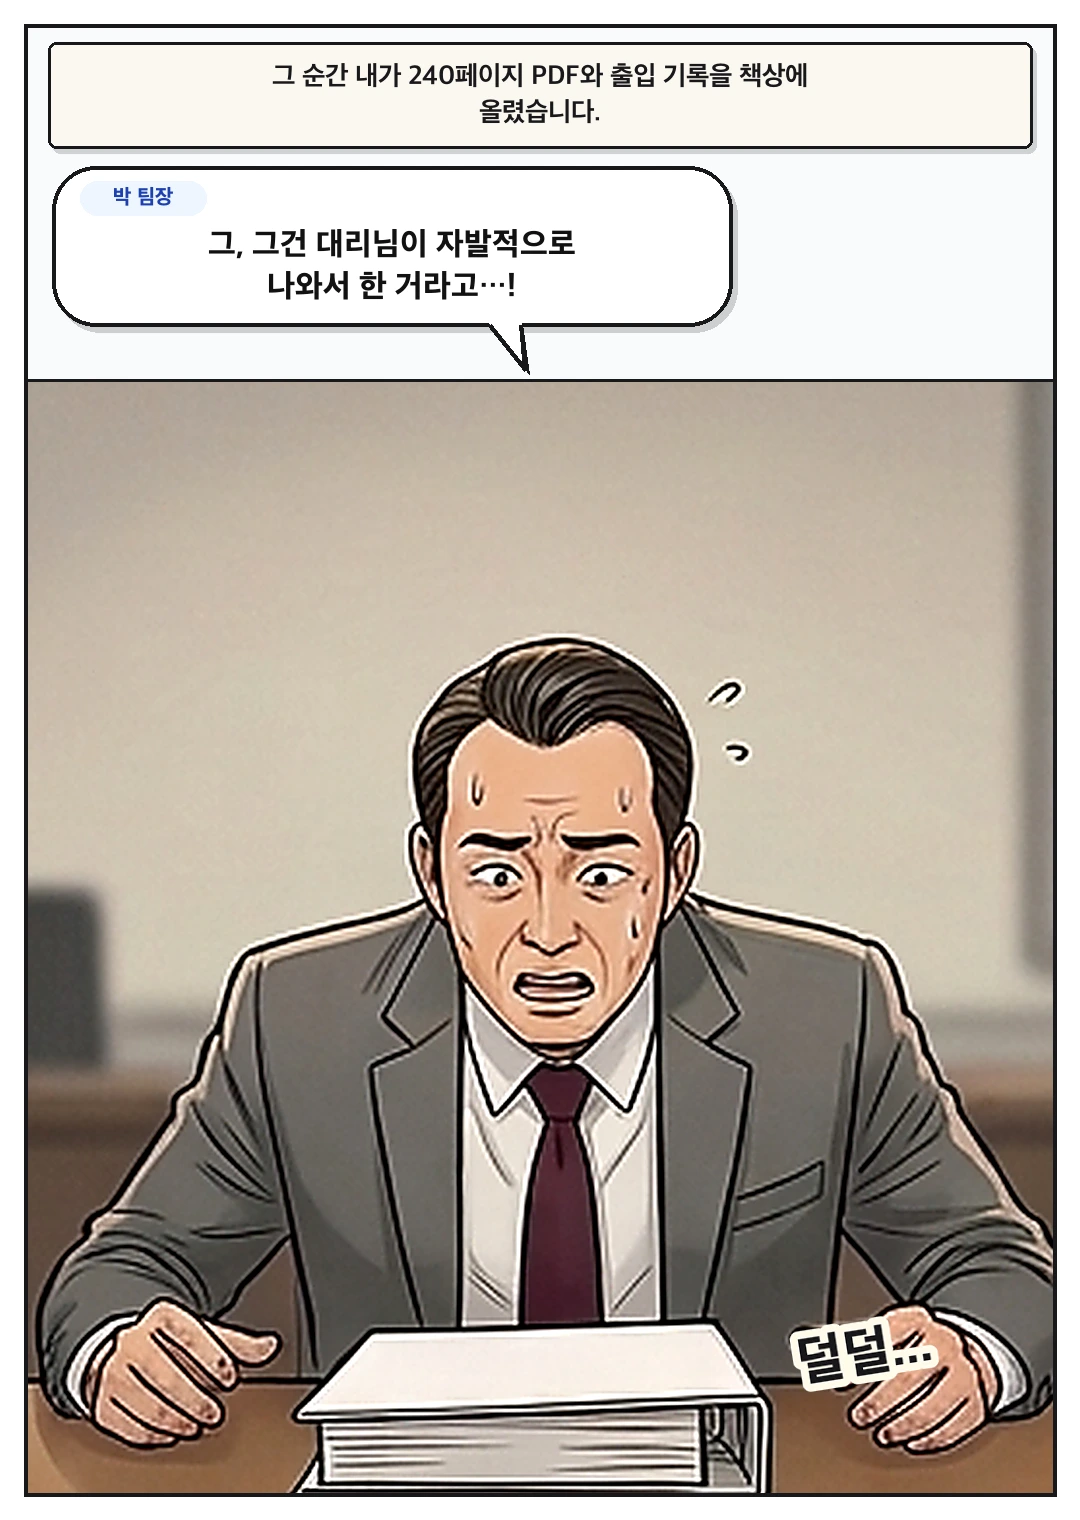 그 순간 내가 240페이지 PDF와 출입 기록을 책상에
올렸습니다.
박 팀장
그, 그건 대리님이 자발적으로
나와서 한 거라고…!
덜덜...